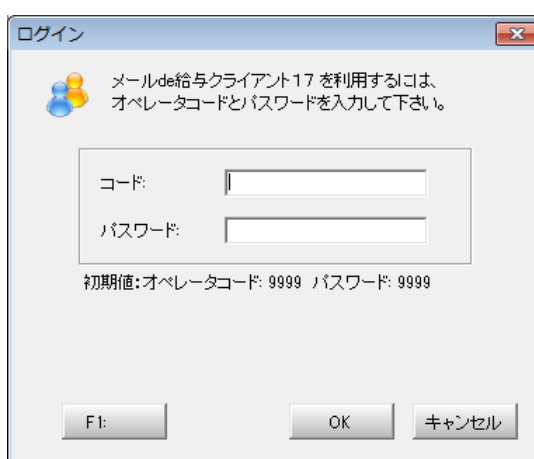 ログイン
メールde給与クライアント17 を利用するには、
オペレータコードとパスワードを入力して下さい。
コード:
パスワード:
初期値:オペレータコード: 9999 パスワード: 9999
F1:
OK
キャンセル